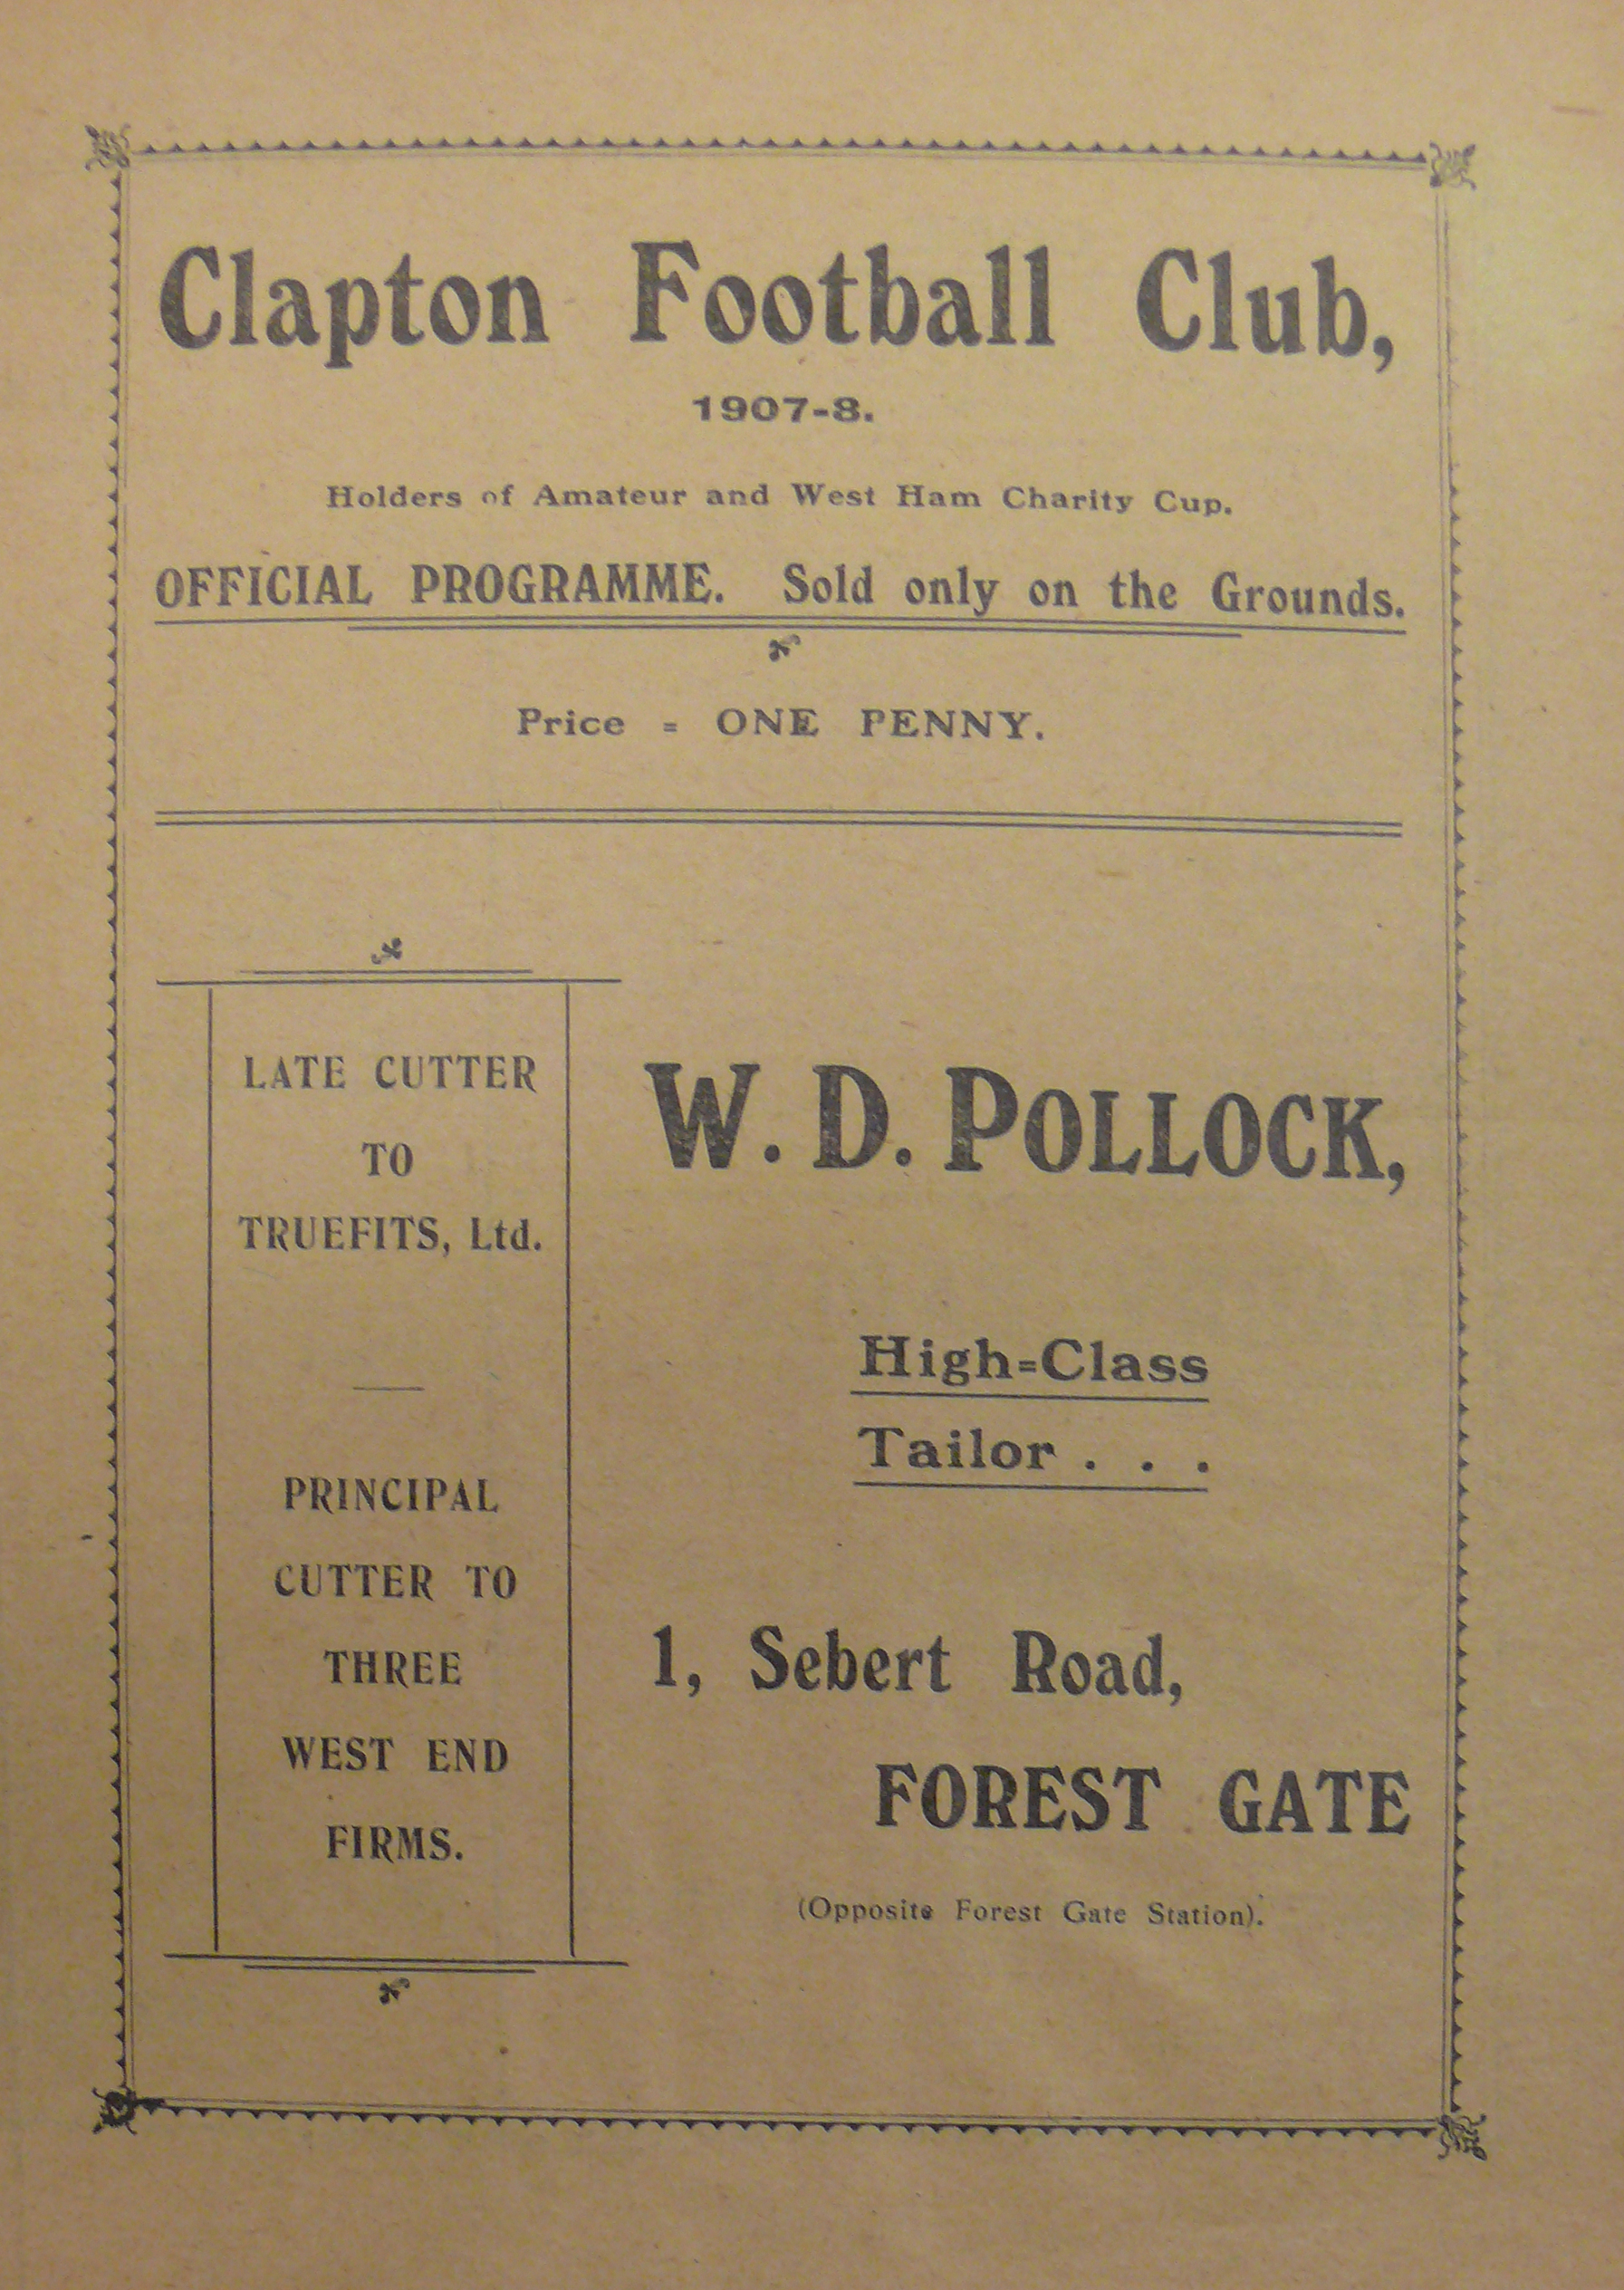 Clapton Football Club,
1907-8.
Holders of Amateur and West Ham Charity Cup.
OFFICIAL PROGRAMME. Sold only on the Grounds.
Price = ONE PENNY.
LATE CUTTER
TO
TRUEFITS, Ltd.
PRINCIPAL
CUTTER TO
THREE
WEST END
FIRMS.
W. D. POLLOCK,
High=Class
Tailor . . .
1, Sebert Road,
FOREST GATE
(Opposite Forest Gate Station).